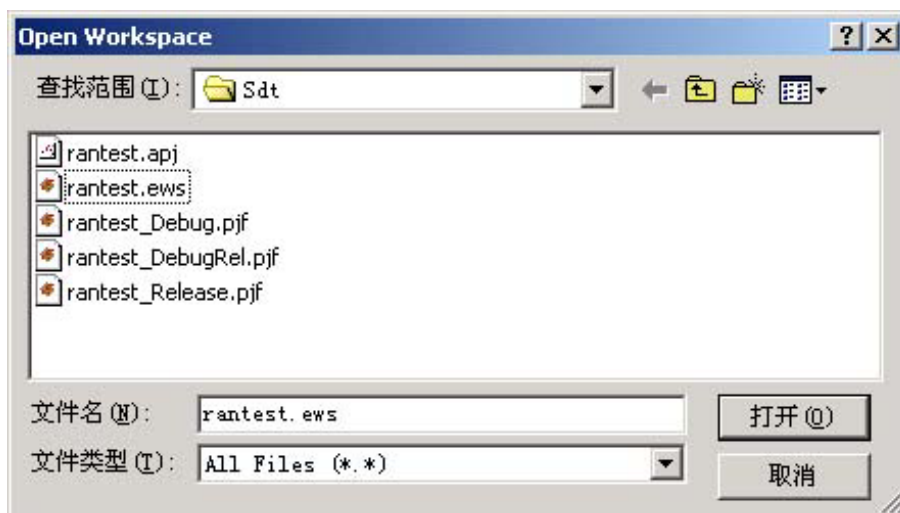 Open Workspace
查找范围(I): Sdt
rantest.apj
rantest.ews
rantest_Debug.pjf
rantest_DebugRel.pjf
rantest_Release.pjf
文件名(N): rantest.ews 打开(O)
文件类型(T): All Files (*.*) 取消